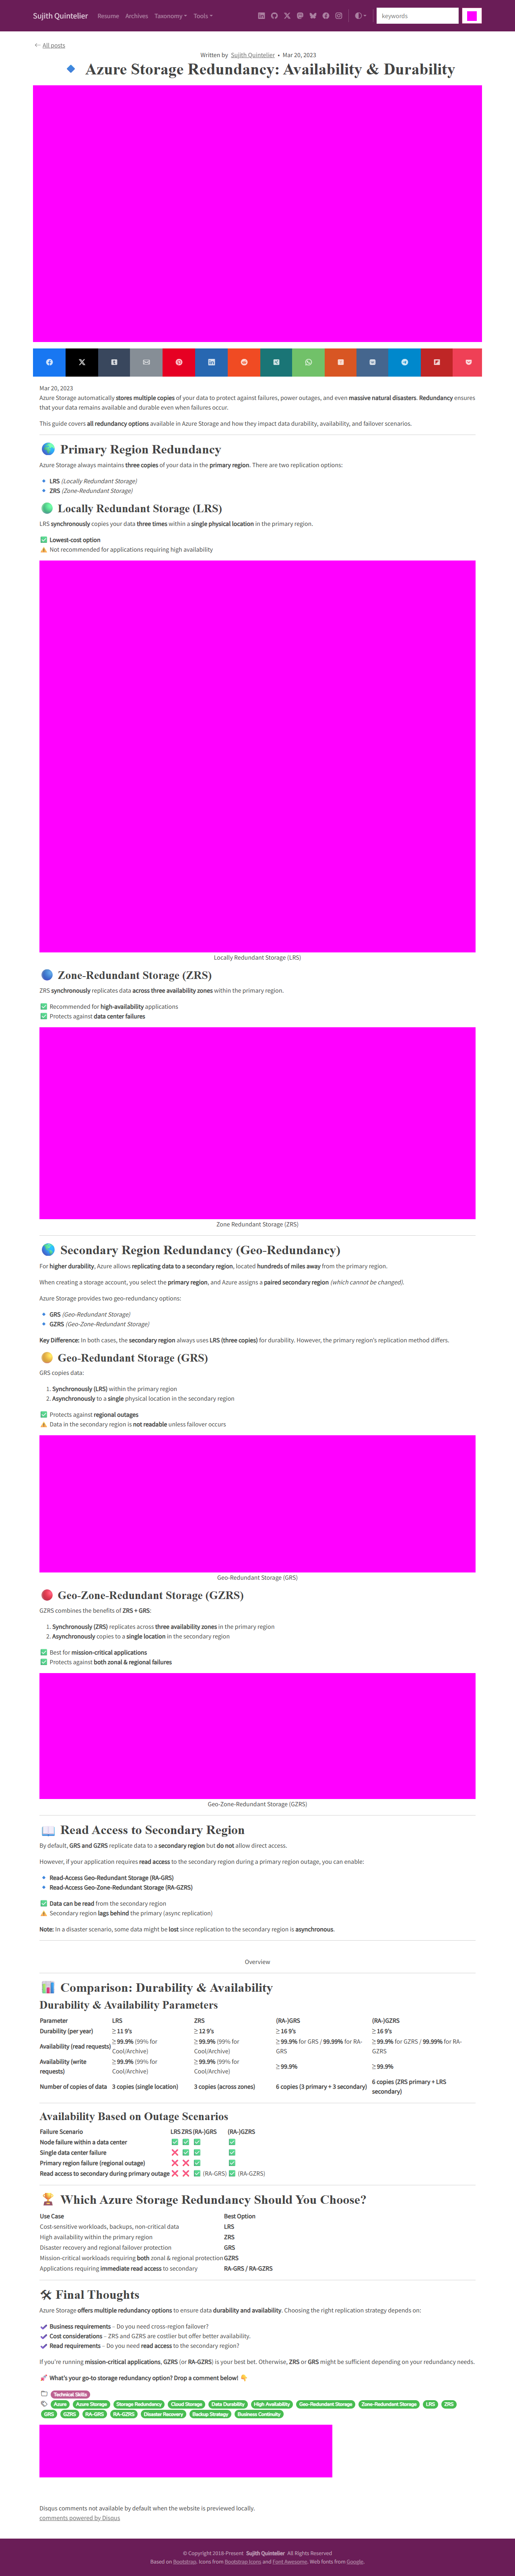 Sujith Quintelier Resume Archives Taxonomy Tools keywords
All posts
Written by Sujith Quintelier • Mar 20, 2023
Azure Storage Redundancy: Availability & Durability
Mar 20, 2023
Azure Storage automatically stores multiple copies of your data to protect against failures, power outages, and even massive natural disasters. Redundancy ensures
that your data remains available and durable even when failures occur.
This guide covers all redundancy options available in Azure Storage and how they impact data durability, availability, and failover scenarios.
Primary Region Redundancy
Azure Storage always maintains three copies of your data in the primary region. There are two replication options:
LRS (Locally Redundant Storage)
ZRS (Zone-Redundant Storage)
Locally Redundant Storage (LRS)
LRS synchronously copies your data three times within a single physical location in the primary region.
✅ Lowest-cost option
⚠️ Not recommended for applications requiring high availability
Locally Redundant Storage (LRS)
Zone-Redundant Storage (ZRS)
ZRS synchronously replicates data across three availability zones within the primary region.
✅ Recommended for high-availability applications
✅ Protects against data center failures
Zone Redundant Storage (ZRS)
Secondary Region Redundancy (Geo-Redundancy)
For higher durability, Azure allows replicating data to a secondary region, located hundreds of miles away from the primary region.
When creating a storage account, you select the primary region, and Azure assigns a paired secondary region (which cannot be changed).
Azure Storage provides two geo-redundancy options:
GRS (Geo-Redundant Storage)
GZRS (Geo-Zone-Redundant Storage)
Key Difference: In both cases, the secondary region always uses LRS (three copies) for durability. However, the primary region's replication method differs.
Geo-Redundant Storage (GRS)
GRS copies data:
1. Synchronously (LRS) within the primary region
2. Asynchronously to a single physical location in the secondary region
✅ Protects against regional outages
⚠️ Data in the secondary region is not readable unless failover occurs
Geo-Redundant Storage (GRS)
Geo-Zone-Redundant Storage (GZRS)
GZRS combines the benefits of ZRS + GRS:
1. Synchronously (ZRS) replicates across three availability zones in the primary region
2. Asynchronously copies to a single location in the secondary region
✅ Best for mission-critical applications
✅ Protects against both zonal & regional failures
Geo-Zone-Redundant Storage (GZRS)
Read Access to Secondary Region
By default, GRS and GZRS replicate data to a secondary region but do not allow direct access.
However, if your application requires read access to the secondary region during a primary region outage, you can enable:
Read-Access Geo-Redundant Storage (RA-GRS)
Read-Access Geo-Zone-Redundant Storage (RA-GZRS)
✅ Data can be read from the secondary region
⚠️ Secondary region lags behind the primary (async replication)
Note: In a disaster scenario, some data might be lost since replication to the secondary region is asynchronous.
Overview
Comparison: Durability & Availability
Durability & Availability Parameters
Parameter LRS ZRS (RA-)GRS (RA-)GZRS
Durability (per year) ≥ 11 9's ≥ 12 9's ≥ 16 9's ≥ 16 9's
Availability (read requests) ≥ 99.9% (99% for Cool/Archive) ≥ 99.9% (99% for Cool/Archive) ≥ 99.9% for GRS / 99.99% for RA-GRS ≥ 99.9% for GZRS / 99.99% for RA-GZRS
Availability (write requests) ≥ 99.9% (99% for Cool/Archive) ≥ 99.9% (99% for Cool/Archive) ≥ 99.9% ≥ 99.9%
Number of copies of data 3 copies (single location) 3 copies (across zones) 6 copies (3 primary + 3 secondary) 6 copies (ZRS primary + LRS secondary)
Availability Based on Outage Scenarios
Failure Scenario LRS ZRS (RA-)GRS (RA-)GZRS
Node failure within a data center ✅ ✅ ✅ ✅
Single data center failure ❌ ✅ ✅ ✅
Primary region failure (regional outage) ❌ ❌ ✅ ✅
Read access to secondary during primary outage ❌ ❌ ✅ (RA-GRS) ✅ (RA-GZRS)
Which Azure Storage Redundancy Should You Choose?
Use Case Best Option
Cost-sensitive workloads, backups, non-critical data LRS
High availability within the primary region ZRS
Disaster recovery and regional failover protection GRS
Mission-critical workloads requiring both zonal & regional protection GZRS
Applications requiring immediate read access to secondary RA-GRS / RA-GZRS
Final Thoughts
Azure Storage offers multiple redundancy options to ensure data durability and availability. Choosing the right replication strategy depends on:
✔ Business requirements – Do you need cross-region failover?
✔ Cost considerations – ZRS and GZRS are costlier but offer better availability.
✔ Read requirements – Do you need read access to the secondary region?
If you're running mission-critical applications, GZRS (or RA-GZRS) is your best bet. Otherwise, ZRS or GRS might be sufficient depending on your redundancy needs.
What's your go-to storage redundancy option? Drop a comment below!
Technical Skills
Azure Azure Storage Storage Redundancy Cloud Storage Data Durability High Availability Geo-Redundant Storage Zone-Redundant Storage LRS ZRS
GRS GZRS RA-GRS RA-GZRS Disaster Recovery Backup Strategy Business Continuity
Disqus comments not available by default when the website is previewed locally.
comments powered by Disqus
© Copyright 2018-Present Sujith Quintelier. All Rights Reserved
Based on Bootstrap. Icons from Bootstrap Icons and Font Awesome. Web fonts from Google.